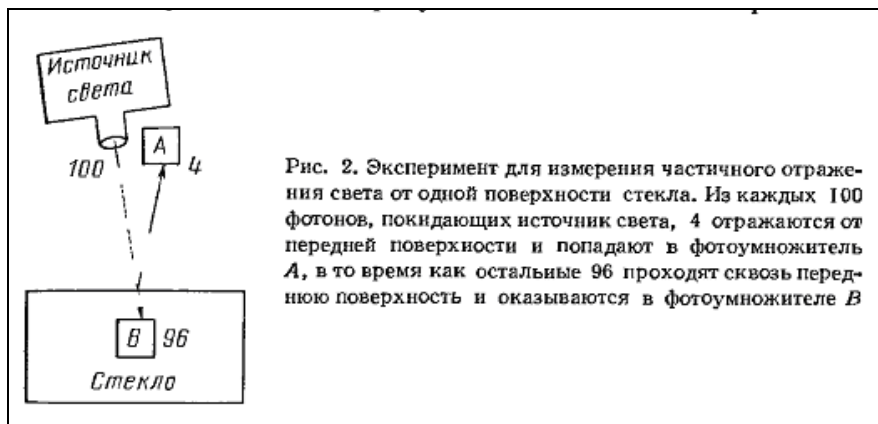 Источник
света
A
100
4
B 96
Стекло
Рис. 2. Эксперимент для измерения частичного отраже-
ния света от одной поверхности стекла. Из каждых 100
фотонов, покидающих источник света, 4 отражаются от
передней поверхности и попадают в фотоумножитель
A, в то время как остальные 96 проходят сквозь перед-
нюю поверхность и оказываются в фотоумножителе B